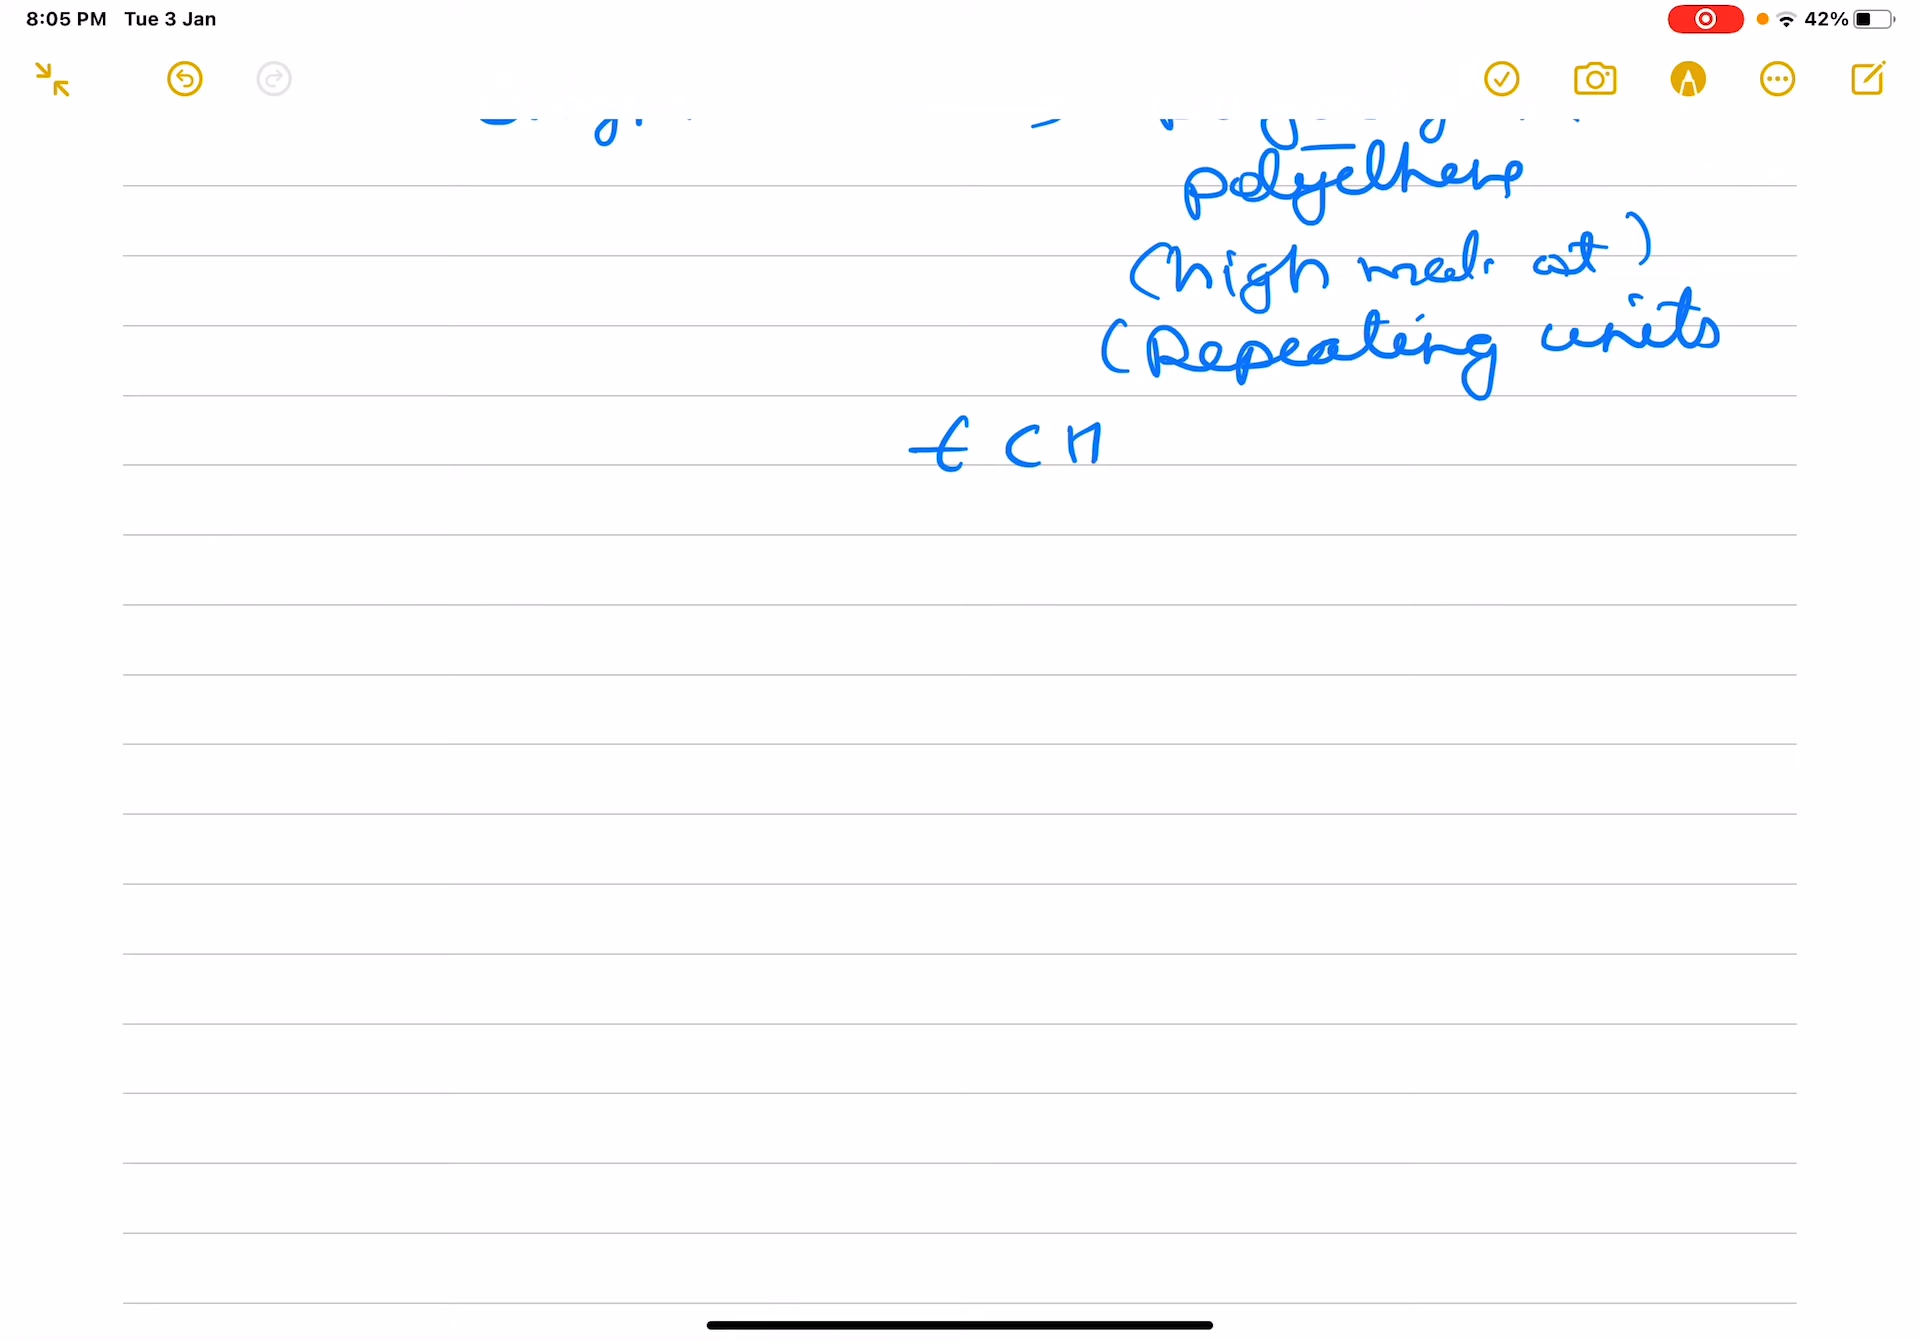 8:05 PM Tue 3 Jan 42%
polyethene
(high mol. wt)
(Repeating units
-( CH